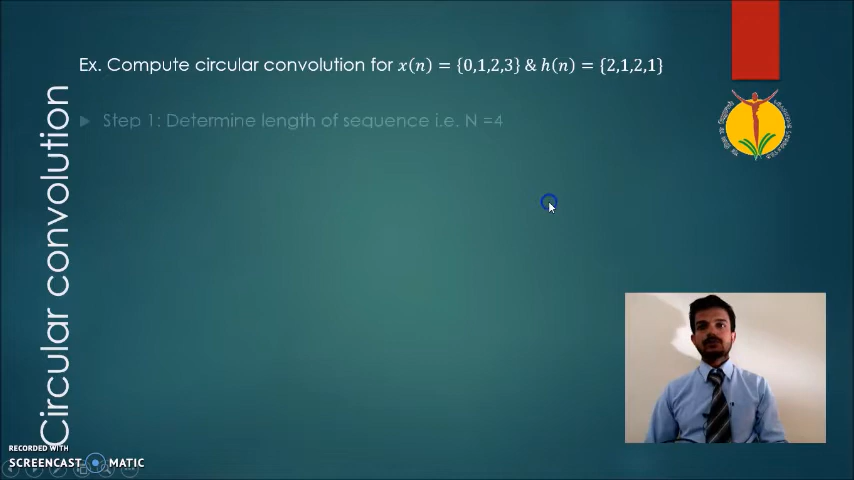 Ex. Compute circular convolution for x(n) = {0,1,2,3} & h(n) = {2,1,2,1}
Step 1: Determine length of sequence i.e. N =4
Circular convolution
RECORDED WITH
SCREENCAST MATIC